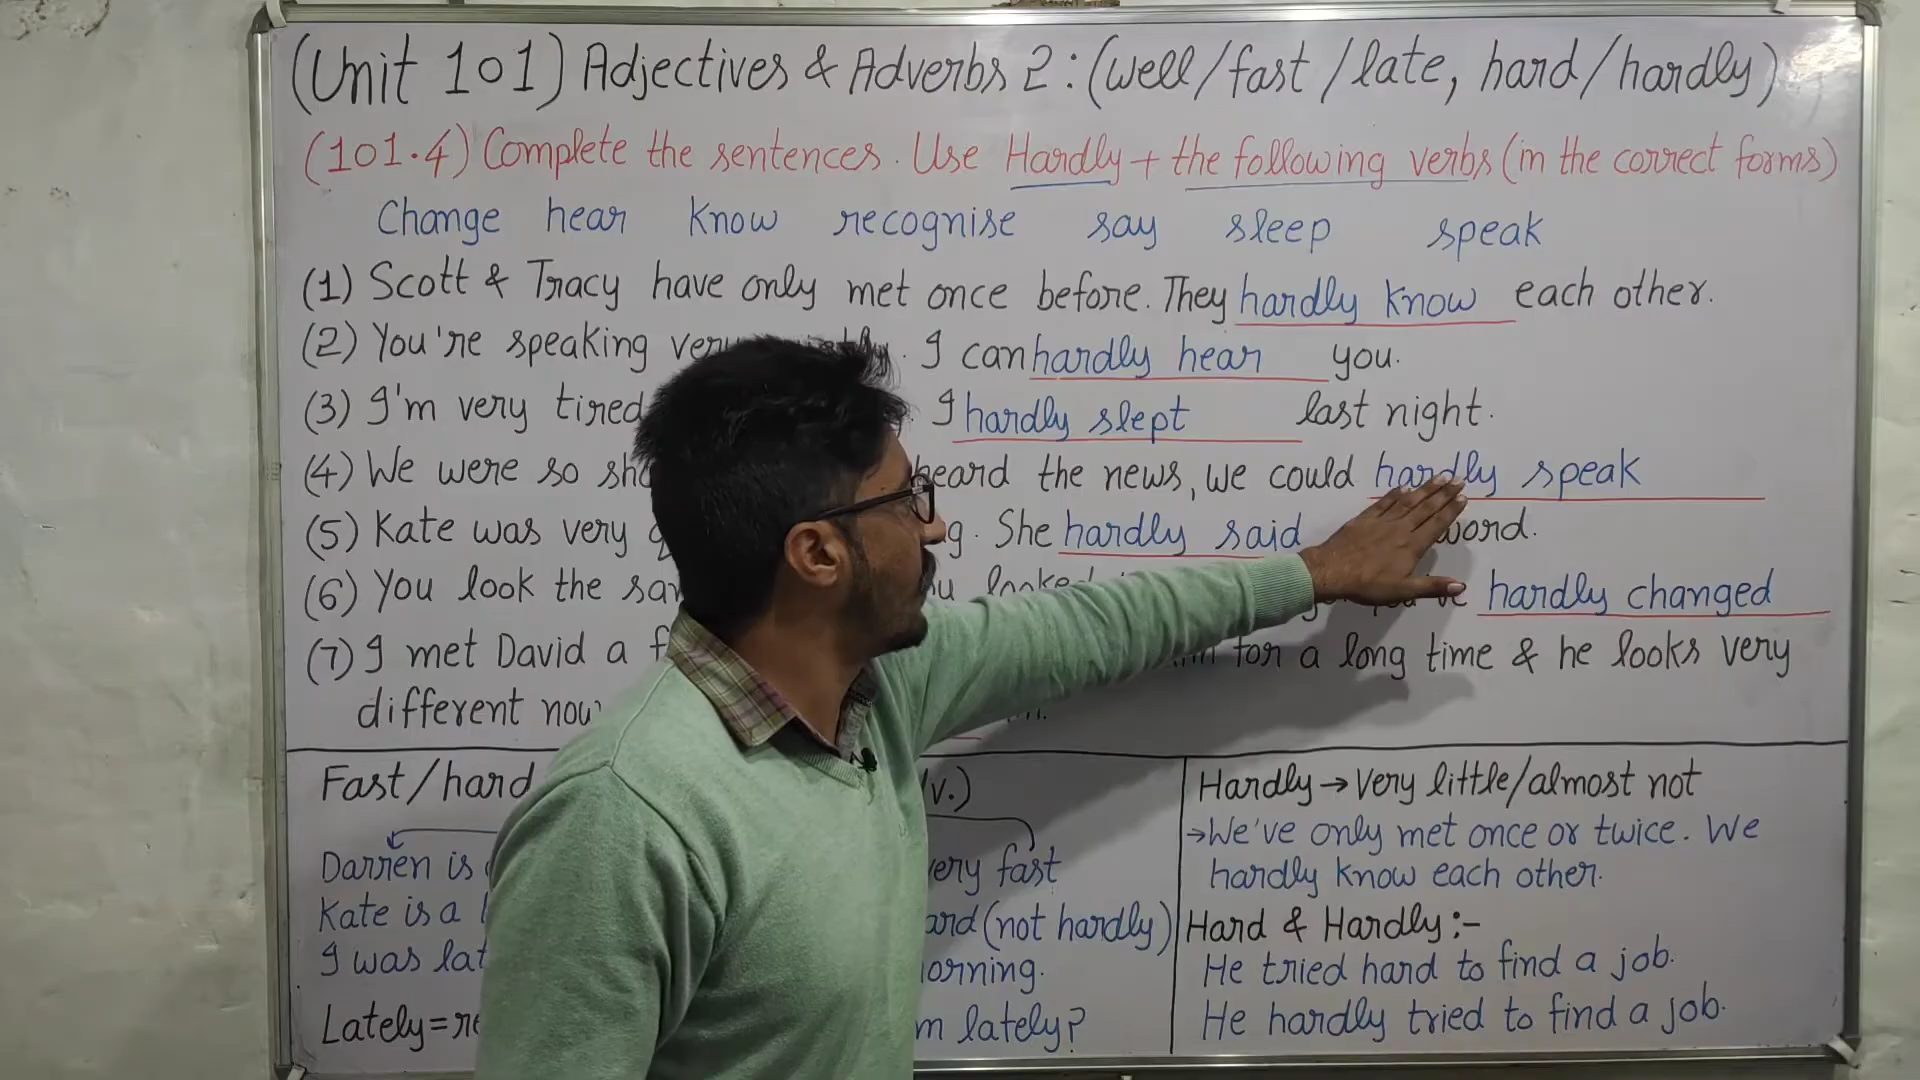 (Unit 101) Adjectives & Adverbs 2 : (well/fast/late, hard/hardly)
(101.4) Complete the sentences. Use Hardly + the following verbs (in the correct forms)
Change hear know recognise say sleep speak
(1) Scott & Tracy have only met once before. They hardly know each other.
(2) You're speaking very . I can hardly hear you.
(3) I'm very tired I hardly slept last night.
(4) We were so heard the news, we could hardly speak
(5) Kate was very She hardly said word.
(6) You look the hardly changed
(7) I met David a for a long time & he looks very
different now
Fast/hard
Darren is very fast
Kate is a (not hardly)
I was
Lately= lately?
Hardly → Very little/almost not
→ We've only met once or twice. We
hardly know each other.
Hard & Hardly :-
He tried hard to find a job.
He hardly tried to find a job.